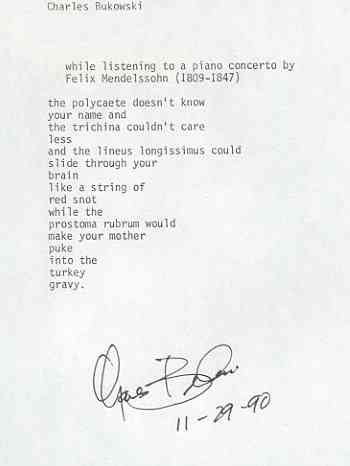 Charles Bukowski
while listening to a piano concerto by
Felix Mendelssohn (1809-1847)
the polycaete doesn't know
your name and
the trichina couldn't care
less
and the lineus longissimus could
slide through your
brain
like a string of
red snot
while the
prostoma rubrum would
make your mother
puke
into the
turkey
gravy.
11-29-90